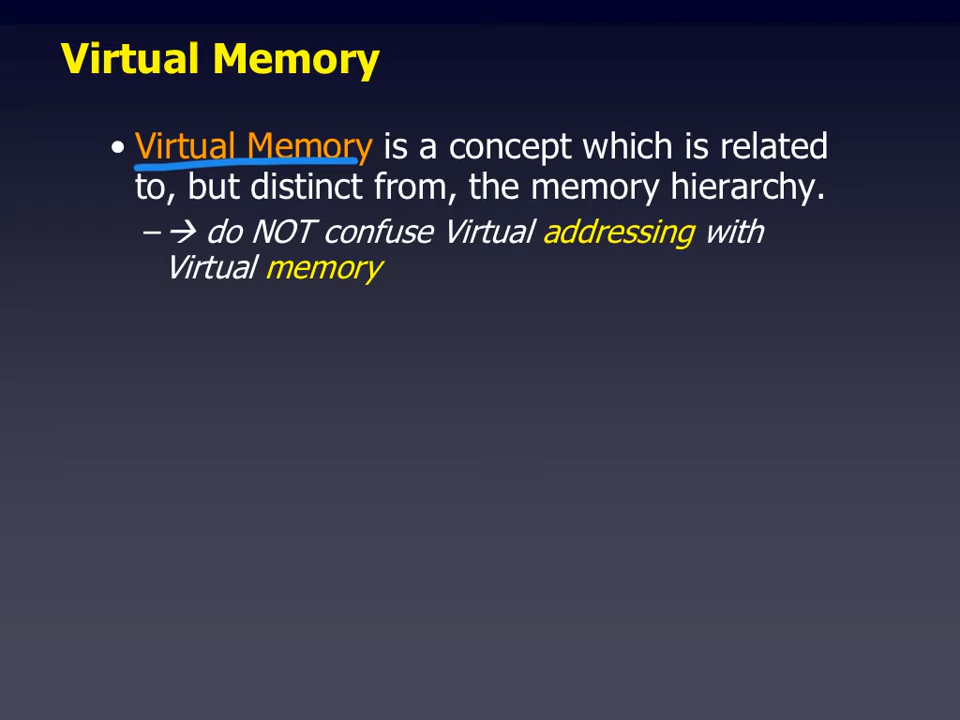 Virtual Memory
• Virtual Memory is a concept which is related
to, but distinct from, the memory hierarchy.
–→ do NOT confuse Virtual addressing with
Virtual memory